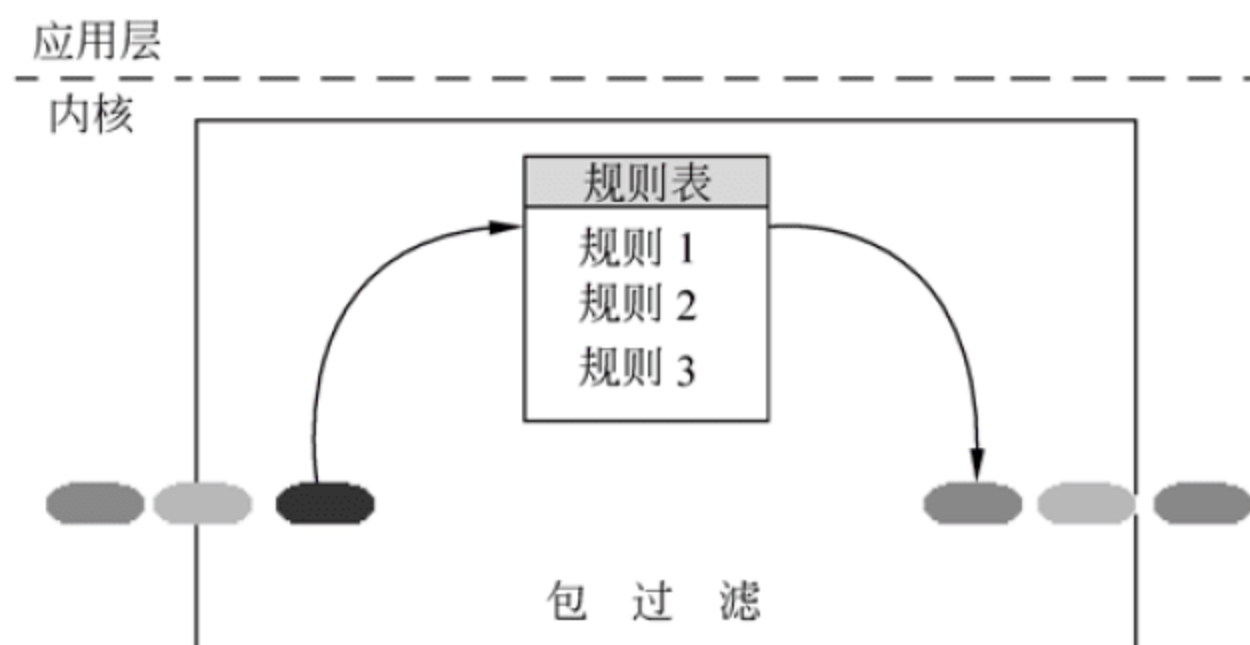 应用层
内核
规则表
规则 1
规则 2
规则 3
包 过 滤